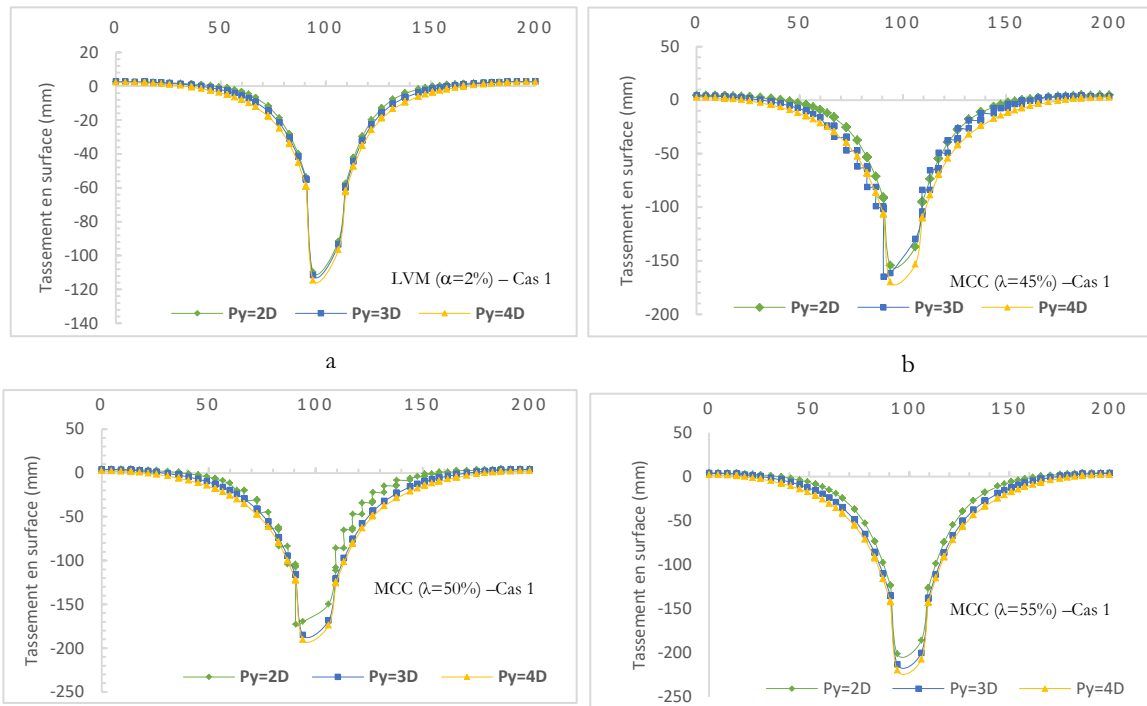 0 50 100 150 200
20
0
-20
-40
-60
-80
-100
-120
-140
Tassement en surface (mm)
LVM (α=2%) – Cas 1
Py=2D Py=3D Py=4D
a
0 50 100 150 200
50
0
-50
-100
-150
-200
Tassement en surface (mm)
MCC (λ=45%) –Cas 1
Py=2D Py=3D Py=4D
b
0 50 100 150 200
50
0
-50
-100
-150
-200
-250
Tassement en surface (mm)
MCC (λ=50%) –Cas 1
Py=2D Py=3D Py=4D
0 50 100 150 200
50
0
-50
-100
-150
-200
-250
Tassement en surface (mm)
MCC (λ=55%) –Cas 1
Py=2D Py=3D Py=4D